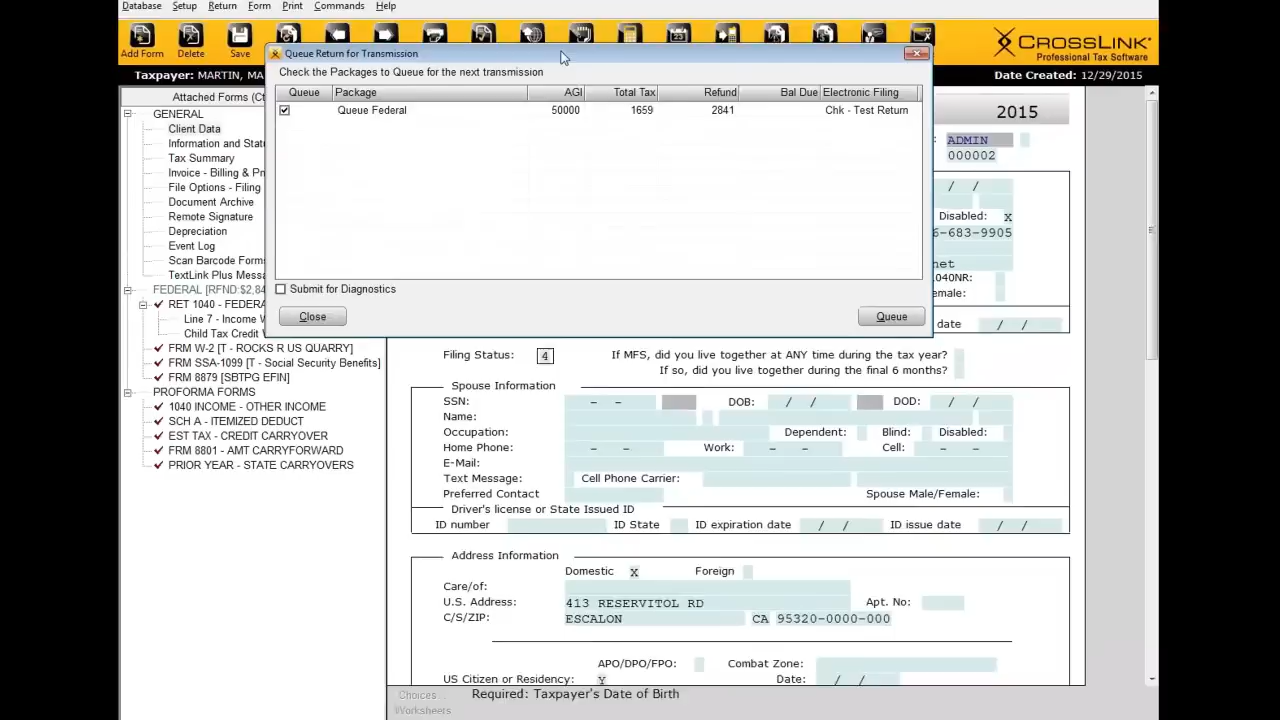 Database Setup Return Form Print Commands Help
Add Form Delete Save
CROSSLINK
Professional Tax Software
Queue Return for Transmission
Taxpayer: MARTIN, MA
Date Created: 12/29/2015
Check the Packages to Queue for the next transmission
Queue Package AGI Total Tax Refund Bal Due Electronic Filing
Queue Federal 50000 1659 2841 Chk - Test Return
Submit for Diagnostics
Close Queue
Attached Forms (Ct
GENERAL
Client Data
Information and Stat
Tax Summary
Invoice - Billing & Pr
File Options - Filing
Document Archive
Remote Signature
Depreciation
Event Log
Scan Barcode Forms
TextLink Plus Messa
FEDERAL [RFND:$2,84
RET 1040 - FEDERA
Line 7 - Income W
Child Tax Credit W
FRM W-2 [T - ROCKS R US QUARRY]
FRM SSA-1099 [T - Social Security Benefits]
FRM 8879 [SBTPG EFIN]
PROFORMA FORMS
1040 INCOME - OTHER INCOME
SCH A - ITEMIZED DEDUCT
EST TAX - CREDIT CARRYOVER
FRM 8801 - AMT CARRYFORWARD
PRIOR YEAR - STATE CARRYOVERS
2015
: ADMIN
000002
/ /
Disabled: x
6-683-9905
net
1040NR:
emale:
date / /
Filing Status: 4 If MFS, did you live together at ANY time during the tax year?
If so, did you live together during the final 6 months?
Spouse Information
SSN: - - DOB: / / DOD: / /
Name:
Occupation: Dependent: Blind: Disabled:
Home Phone: - - Work: - - Cell: - -
E-Mail:
Text Message: Cell Phone Carrier:
Preferred Contact Spouse Male/Female:
Driver's license or State Issued ID
ID number ID State ID expiration date / / ID issue date / /
Address Information
Domestic x Foreign
Care/of:
U.S. Address: 413 RESERVITOL RD Apt. No:
C/S/ZIP: ESCALON CA 95320-0000-000
APO/DPO/FPO: Combat Zone:
US Citizen or Residency: Y Date: / /
Choices Required: Taxpayer's Date of Birth
Worksheets